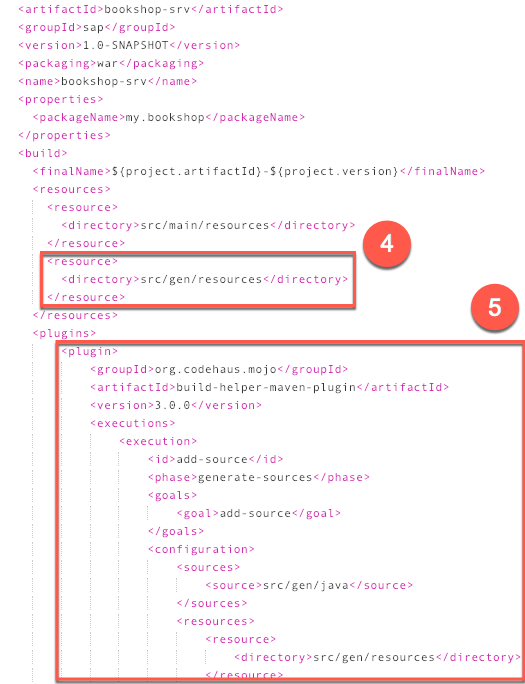 <artifactId>bookshop-srv</artifactId>
<groupId>sap</groupId>
<version>1.0-SNAPSHOT</version>
<packaging>war</packaging>
<name>bookshop-srv</name>
<properties>
<packageName>my.bookshop</packageName>
</properties>
<build>
<finalName>${project.artifactId}-${project.version}</finalName>
<resources>
<resource>
<directory>src/main/resources</directory>
</resource>
4
<resource>
<directory>src/gen/resources</directory>
</resource>
5
</resources>
<plugins>
<plugin>
<groupId>org.codehaus.mojo</groupId>
<artifactId>build-helper-maven-plugin</artifactId>
<version>3.0.0</version>
<executions>
<execution>
<id>add-source</id>
<phase>generate-sources</phase>
<goals>
<goal>add-source</goal>
</goals>
<configuration>
<sources>
<source>src/gen/java</source>
</sources>
<resources>
<resource>
<directory>src/gen/resources</directory>
</resource>